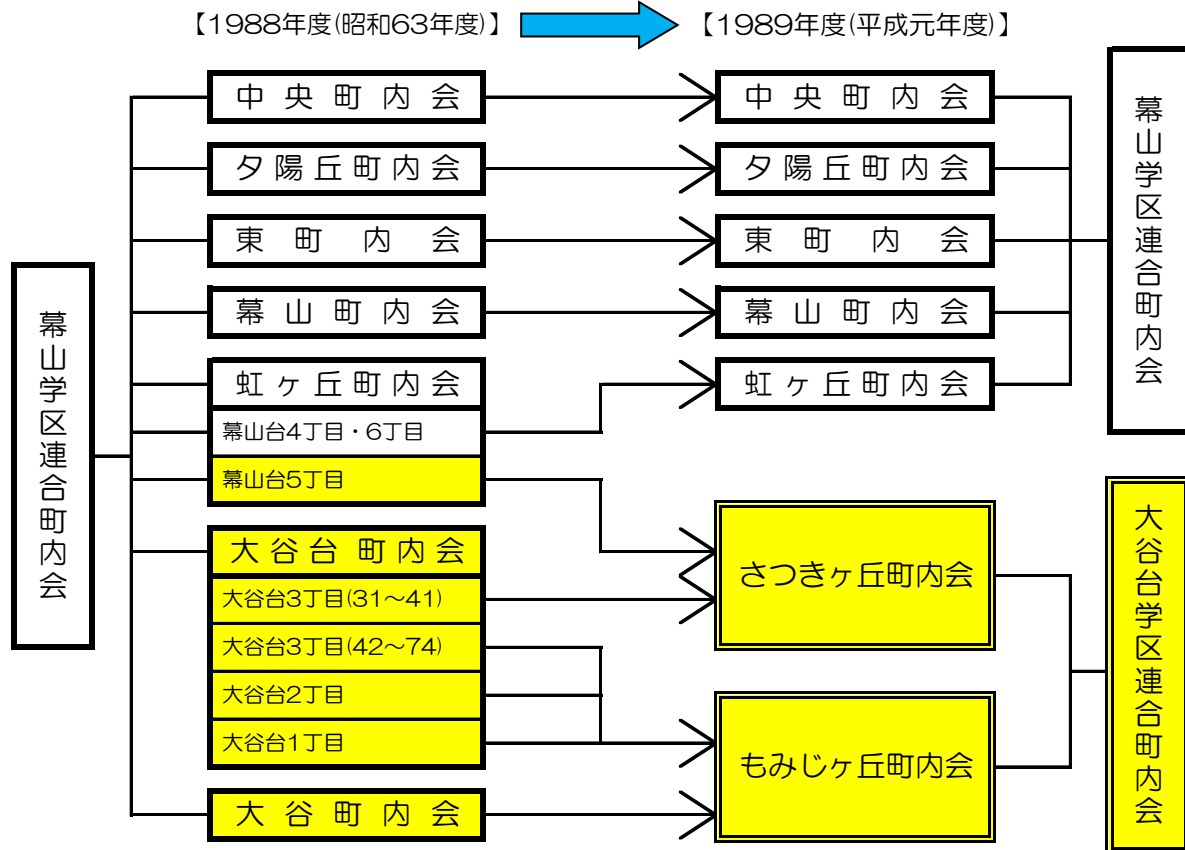 【1988年度(昭和63年度)】
【1989年度(平成元年度)】
幕山学区連合町内会
中央町内会
夕陽丘町内会
東町内会
幕山町内会
虹ヶ丘町内会
幕山台4丁目・6丁目
幕山台5丁目
大谷台 町内会
大谷台3丁目(31～41)
大谷台3丁目(42～74)
大谷台2丁目
大谷台1丁目
大谷町内会
中央町内会
夕陽丘町内会
東町内会
幕山町内会
虹ヶ丘町内会
さつきヶ丘町内会
もみじヶ丘町内会
幕山学区連合町内会
大谷台学区連合町内会